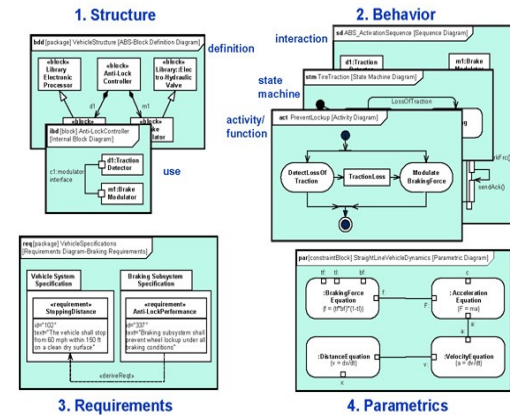 1. Structure
bdd [package] VehicleStructure [ABS-Block Definition Diagram]
definition
«block»
Library
Electronic
Processor
«block»
Anti-Lock
Controller
«block»
Library::Elec
tro-Hydraulic
Valve
d1
m1
«block»
ibd [block] Anti-LockController
[Internal Block Diagram]
d1:Traction
Detector
c1:modulator
interface
m1:Brake
Modulator
use
2. Behavior
interaction
sd ABS_ActivationSequence [Sequence Diagram]
d1:Traction
Detector
m1:Brake
Modulator
state
machine
stm TireTraction [State Machine Diagram]
LossOfTraction
activity/
function
act PreventLockup [Activity Diagram]
DetectLossOf
Traction
TractionLoss
Modulate
BrakingForce
sendAck()
req [package] VehicleSpecifications
[Requirements Diagram-Braking Requirements]
Vehicle System
Specification
Braking Subsystem
Specification
«requirement»
StoppingDistance
«requirement»
Anti-LockPerformance
id="102"
text="The vehicle shall stop
from 60 mph within 150 ft
on a clean dry surface"
id="337"
text="Braking subsystem shall
prevent wheel lockup under all
braking conditions"
«deriveReqt»
3. Requirements
par [constraintBlock] StraightLineVehicleDynamics [Parametric Diagram]
tf:
tl:
bf:
c
:BrakingForce
Equation
[f = (tf*bf)*(1-tl)]
f:
F:
: Acceleration
Equation
[F = ma]
a:
a:
:DistanceEquation
[v = dx/dt]
v:
:VelocityEquation
[a = dv/dt]
x:
4. Parametrics